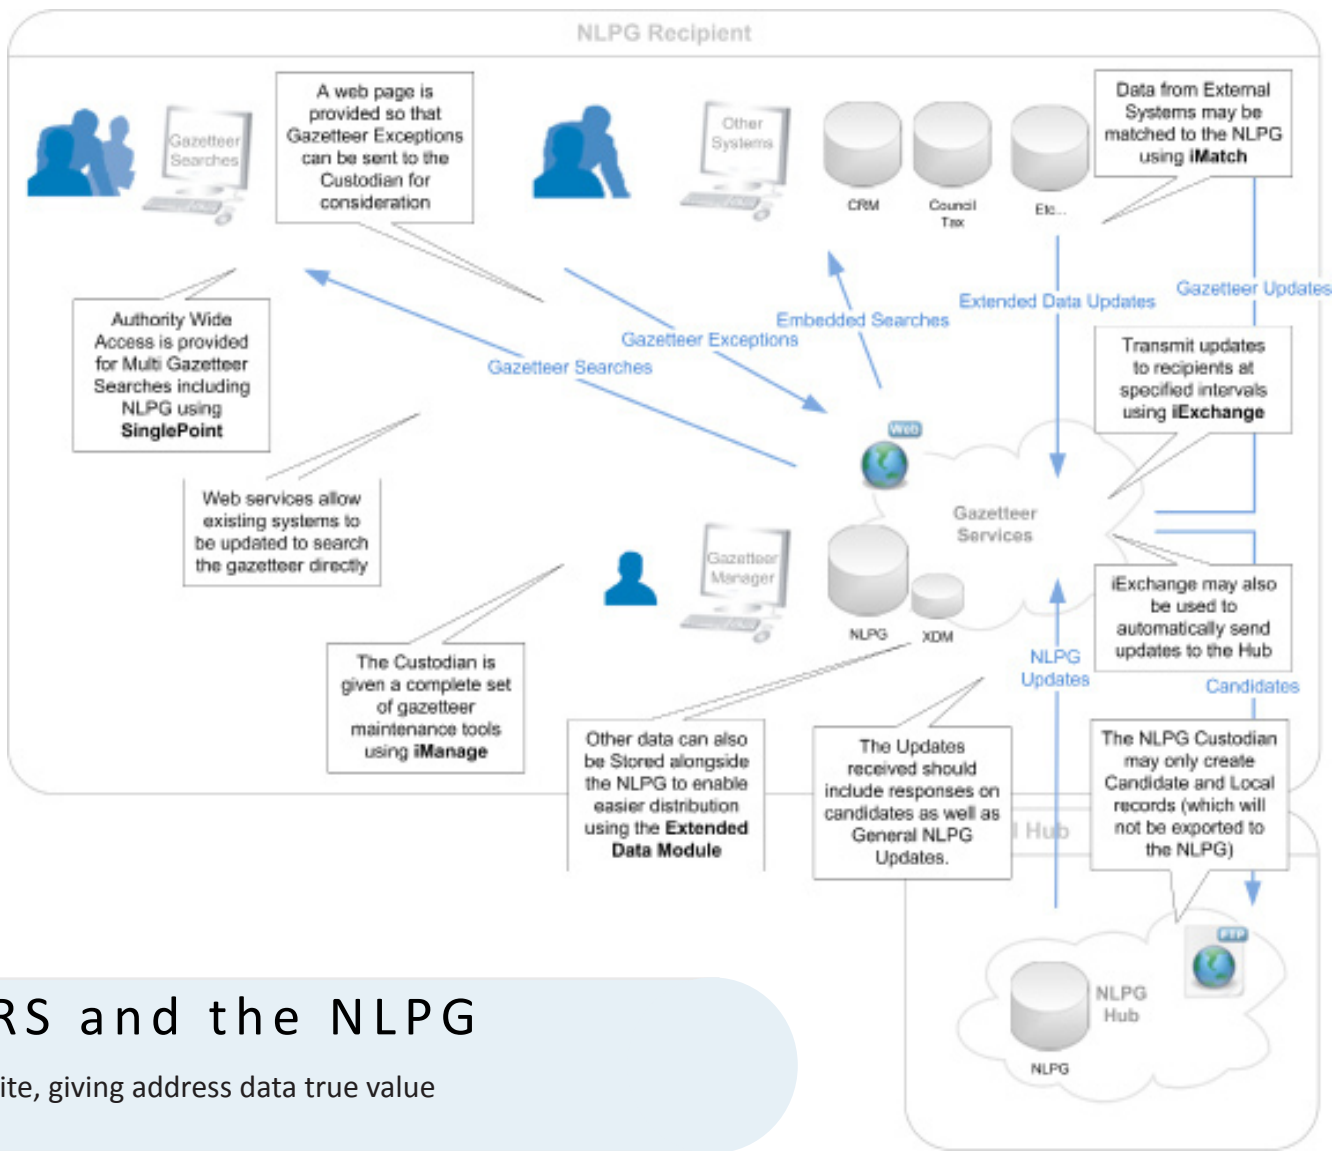 NLPG Recipient
Gazetteer
Searches
A web page is
provided so that
Gazetteer Exceptions
can be sent to the
Custodian for
consideration
Other
Systems
CRM
Council
Tax
Etc...
Data from External
Systems may be
matched to the NLPG
using iMatch
Authority Wide
Access is provided
for Multi Gazetteer
Searches including
NLPG using
SinglePoint
Gazetteer Searches
Gazetteer Exceptions
Embedded Searches
Extended Data Updates
Gazetteer Updates
Transmit updates
to recipients at
specified intervals
using iExchange
Web services allow
existing systems to
be updated to search
the gazetteer directly
Web
Gazetteer
Services
Gazetteer
Manager
NLPG
XDM
iExchange may also
be used to
automatically send
updates to the Hub
The Custodian is
given a complete set
of gazetteer
maintenance tools
using iManage
NLPG
Updates
Candidates
Other data can also
be Stored alongside
the NLPG to enable
easier distribution
using the Extended
Data Module
The Updates
received should
include responses on
candidates as well as
General NLPG
Updates.
The NLPG Custodian
may only create
Candidate and Local
records (which will
not be exported to
the NLPG)
l Hub
FTP
NLPG
Hub
NLPG
RS and the NLPG
ite, giving address data true value